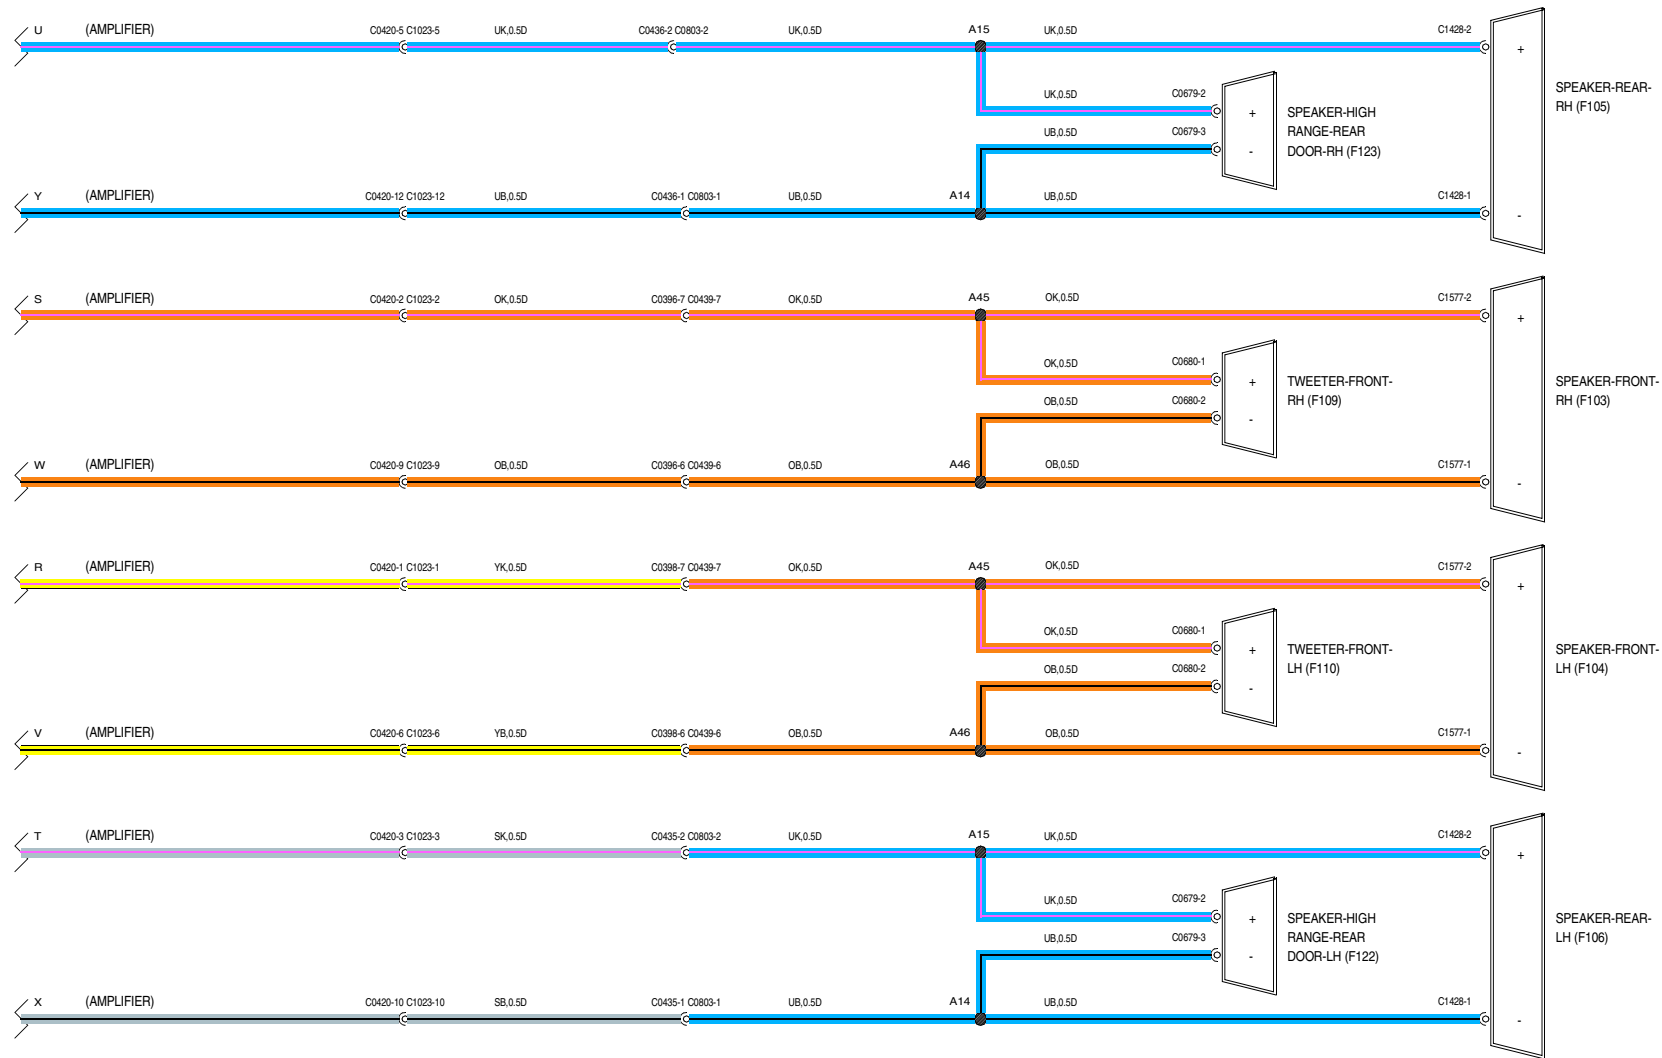 U (AMPLIFIER) C0420-5 C1023-5 UK,0.5D C0436-2 C0803-2 UK,0.5D A15 UK,0.5D C1428-2
+
UK,0.5D C0679-2
+
SPEAKER-HIGH
RANGE-REAR
DOOR-RH (F123)
SPEAKER-REAR-
RH (F105)
UB,0.5D C0679-3
-
Y (AMPLIFIER) C0420-12 C1023-12 UB,0.5D C0436-1 C0803-1 UB,0.5D A14 UB,0.5D C1428-1
-
S (AMPLIFIER) C0420-2 C1023-2 OK,0.5D C0396-7 C0439-7 OK,0.5D A45 OK,0.5D C1577-2
+
OK,0.5D C0680-1
+
TWEETER-FRONT-
RH (F109)
SPEAKER-FRONT-
RH (F103)
OB,0.5D C0680-2
-
W (AMPLIFIER) C0420-9 C1023-9 OB,0.5D C0396-6 C0439-6 OB,0.5D A46 OB,0.5D C1577-1
-
R (AMPLIFIER) C0420-1 C1023-1 YK,0.5D C0398-7 C0439-7 OK,0.5D A45 OK,0.5D C1577-2
+
OK,0.5D C0680-1
+
TWEETER-FRONT-
LH (F110)
SPEAKER-FRONT-
LH (F104)
OB,0.5D C0680-2
-
V (AMPLIFIER) C0420-6 C1023-6 YB,0.5D C0398-6 C0439-6 OB,0.5D A46 OB,0.5D C1577-1
-
T (AMPLIFIER) C0420-3 C1023-3 SK,0.5D C0435-2 C0803-2 UK,0.5D A15 UK,0.5D C1428-2
+
UK,0.5D C0679-2
+
SPEAKER-HIGH
RANGE-REAR
DOOR-LH (F122)
SPEAKER-REAR-
LH (F106)
UB,0.5D C0679-3
-
X (AMPLIFIER) C0420-10 C1023-10 SB,0.5D C0435-1 C0803-1 UB,0.5D A14 UB,0.5D C1428-1
-